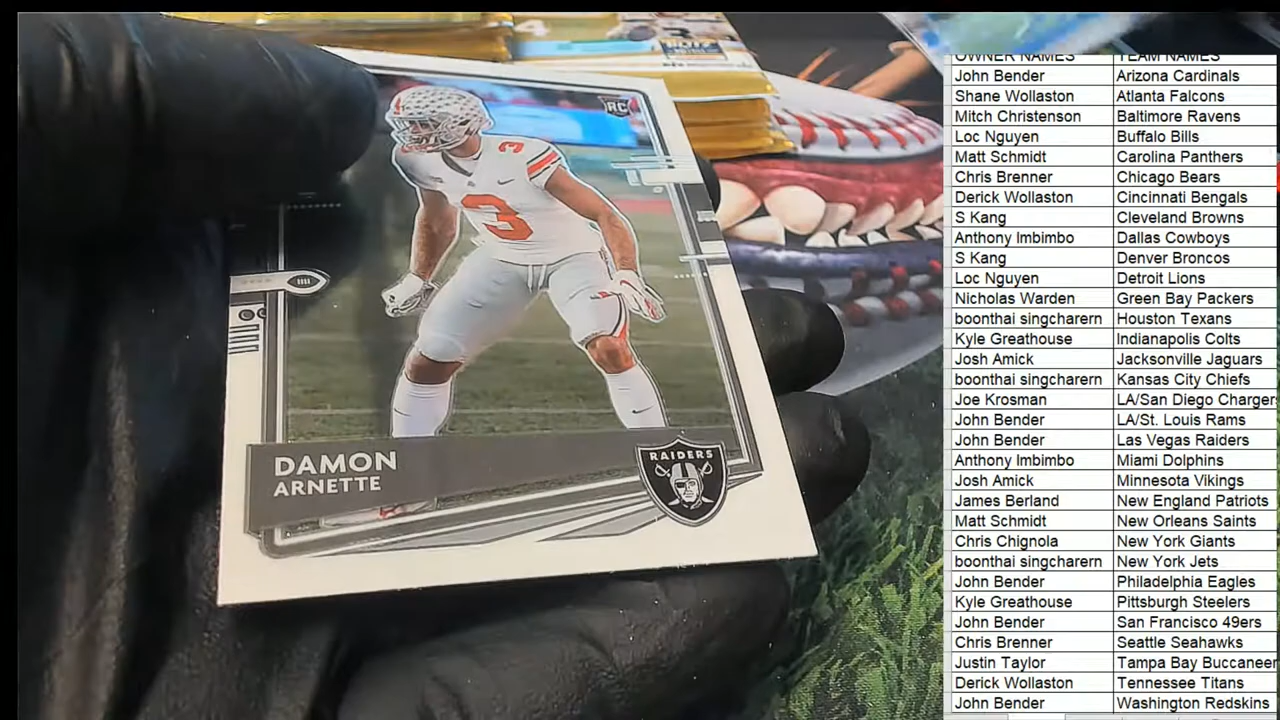 RC
3
3
DAMON
ARNETTE
RAIDERS
OWNER NAMES TEAM NAMES
John Bender Arizona Cardinals
Shane Wollaston Atlanta Falcons
Mitch Christenson Baltimore Ravens
Loc Nguyen Buffalo Bills
Matt Schmidt Carolina Panthers
Chris Brenner Chicago Bears
Derick Wollaston Cincinnati Bengals
S Kang Cleveland Browns
Anthony Imbimbo Dallas Cowboys
S Kang Denver Broncos
Loc Nguyen Detroit Lions
Nicholas Warden Green Bay Packers
boonthai singcharern Houston Texans
Kyle Greathouse Indianapolis Colts
Josh Amick Jacksonville Jaguars
boonthai singcharern Kansas City Chiefs
Joe Krosman LA/San Diego Charger
John Bender LA/St. Louis Rams
John Bender Las Vegas Raiders
Anthony Imbimbo Miami Dolphins
Josh Amick Minnesota Vikings
James Berland New England Patriots
Matt Schmidt New Orleans Saints
Chris Chignola New York Giants
boonthai singcharern New York Jets
John Bender Philadelphia Eagles
Kyle Greathouse Pittsburgh Steelers
John Bender San Francisco 49ers
Chris Brenner Seattle Seahawks
Justin Taylor Tampa Bay Buccaneer
Derick Wollaston Tennessee Titans
John Bender Washington Redskins